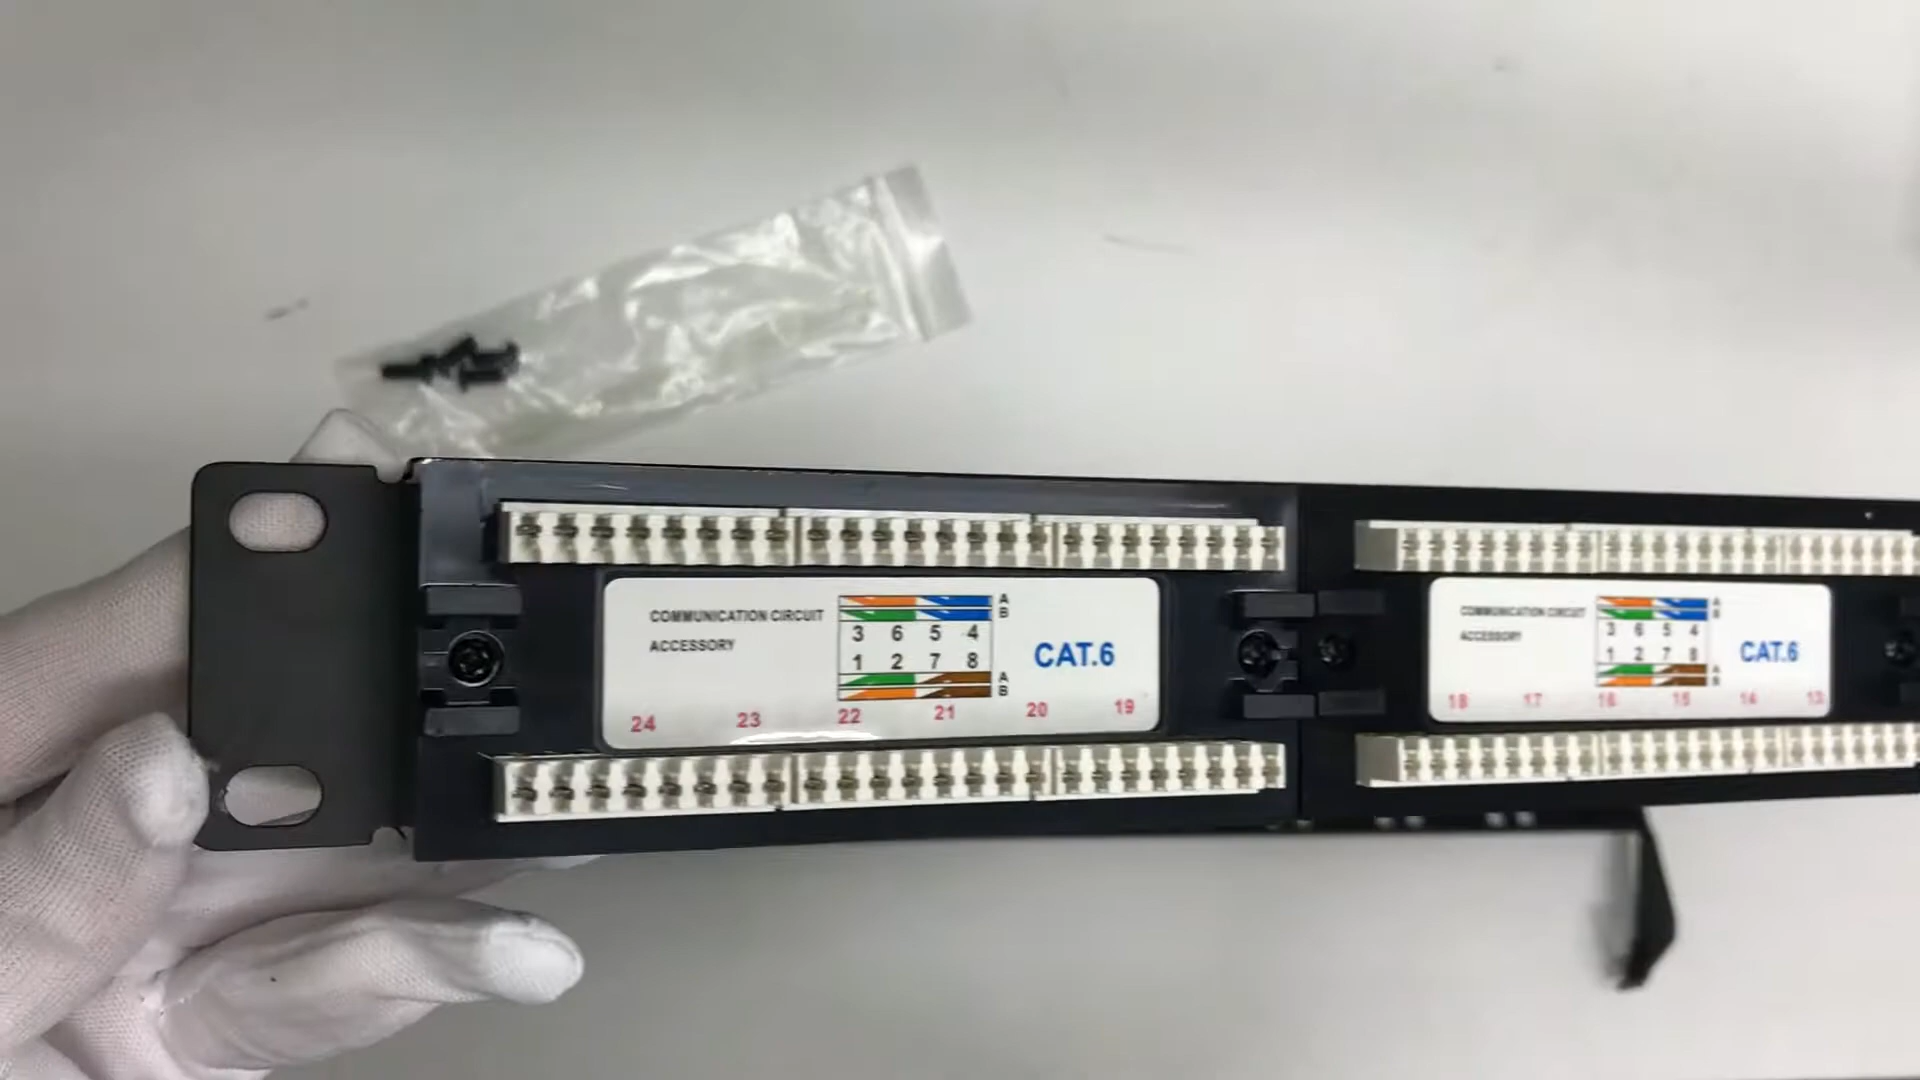 COMMUNICATION CIRCUIT
ACCESSORY
A
B
3 6 5 4
1 2 7 8
A
B
CAT.6
24 23 22 21 20 19
COMMUNICATION CIRCUIT
ACCESSORY
A
B
3 6 5 4
1 2 7 8
A
B
CAT.6
18 17 16 15 14 13